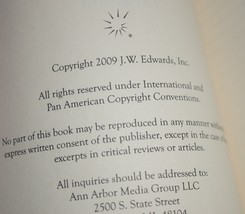 Copyright 2009 J.W. Edwards, Inc.
All rights reserved under International and
Pan American Copyright Conventions.
No part of this book may be reproduced in any manner without
express written consent of the publisher, except in the case of
excerpts in critical reviews or articles.
All inquiries should be addressed to:
Ann Arbor Media Group LLC
2500 S. State Street
48104